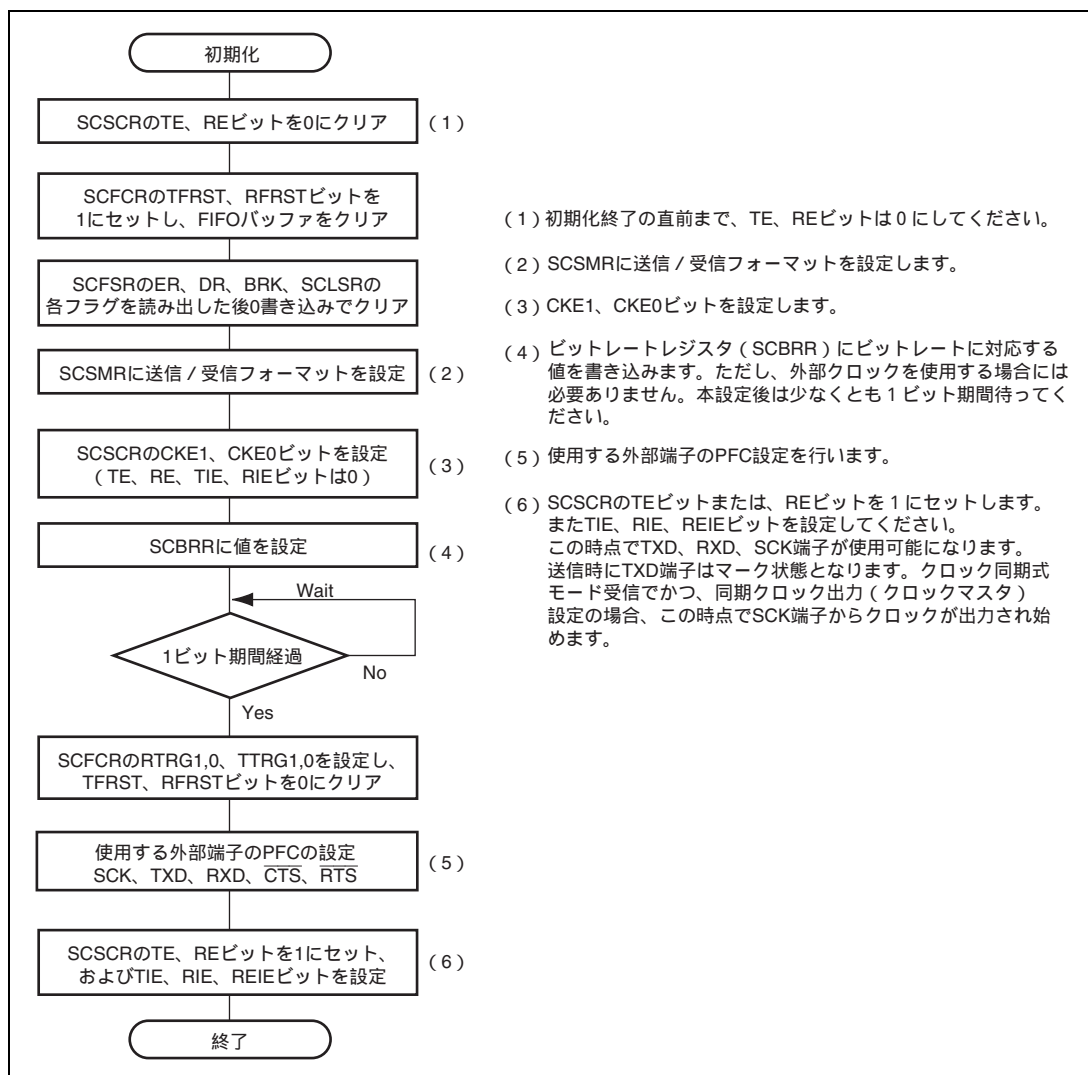 初期化
SCSCRのTE、REビットを0にクリア
(1)
SCFCRのTFRST、RFRSTビットを
1にセットし、FIFOバッファをクリア
SCFSRのER、DR、BRK、SCLSRの
各フラグを読み出した後0書き込みでクリア
SCSMRに送信/受信フォーマットを設定
(2)
SCSCRのCKE1、CKE0ビットを設定
(TE、RE、TIE、RIEビットは0)
(3)
SCBRRに値を設定
(4)
Wait
1ビット期間経過
No
Yes
SCFCRのRTRG1,0、TTRG1,0を設定し、
TFRST、RFRSTビットを0にクリア
使用する外部端子のPFCの設定
SCK、TXD、RXD、CTS、RTS
(5)
SCSCRのTE、REビットを1にセット、
およびTIE、RIE、REIEビットを設定
(6)
終了
(1)初期化終了の直前まで、TE、REビットは0にしてください。
(2)SCSMRに送信/受信フォーマットを設定します。
(3)CKE1、CKE0ビットを設定します。
(4)ビットレートレジスタ(SCBRR)にビットレートに対応する
値を書き込みます。ただし、外部クロックを使用する場合には
必要ありません。本設定後は少なくとも1ビット期間待ってく
ださい。
(5)使用する外部端子のPFC設定を行います。
(6)SCSCRのTEビットまたは、REビットを1にセットします。
またTIE、RIE、REIEビットを設定してください。
この時点でTXD、RXD、SCK端子が使用可能になります。
送信時にTXD端子はマーク状態となります。クロック同期式
モード受信でかつ、同期クロック出力(クロックマスタ)
設定の場合、この時点でSCK端子からクロックが出力され始
めます。